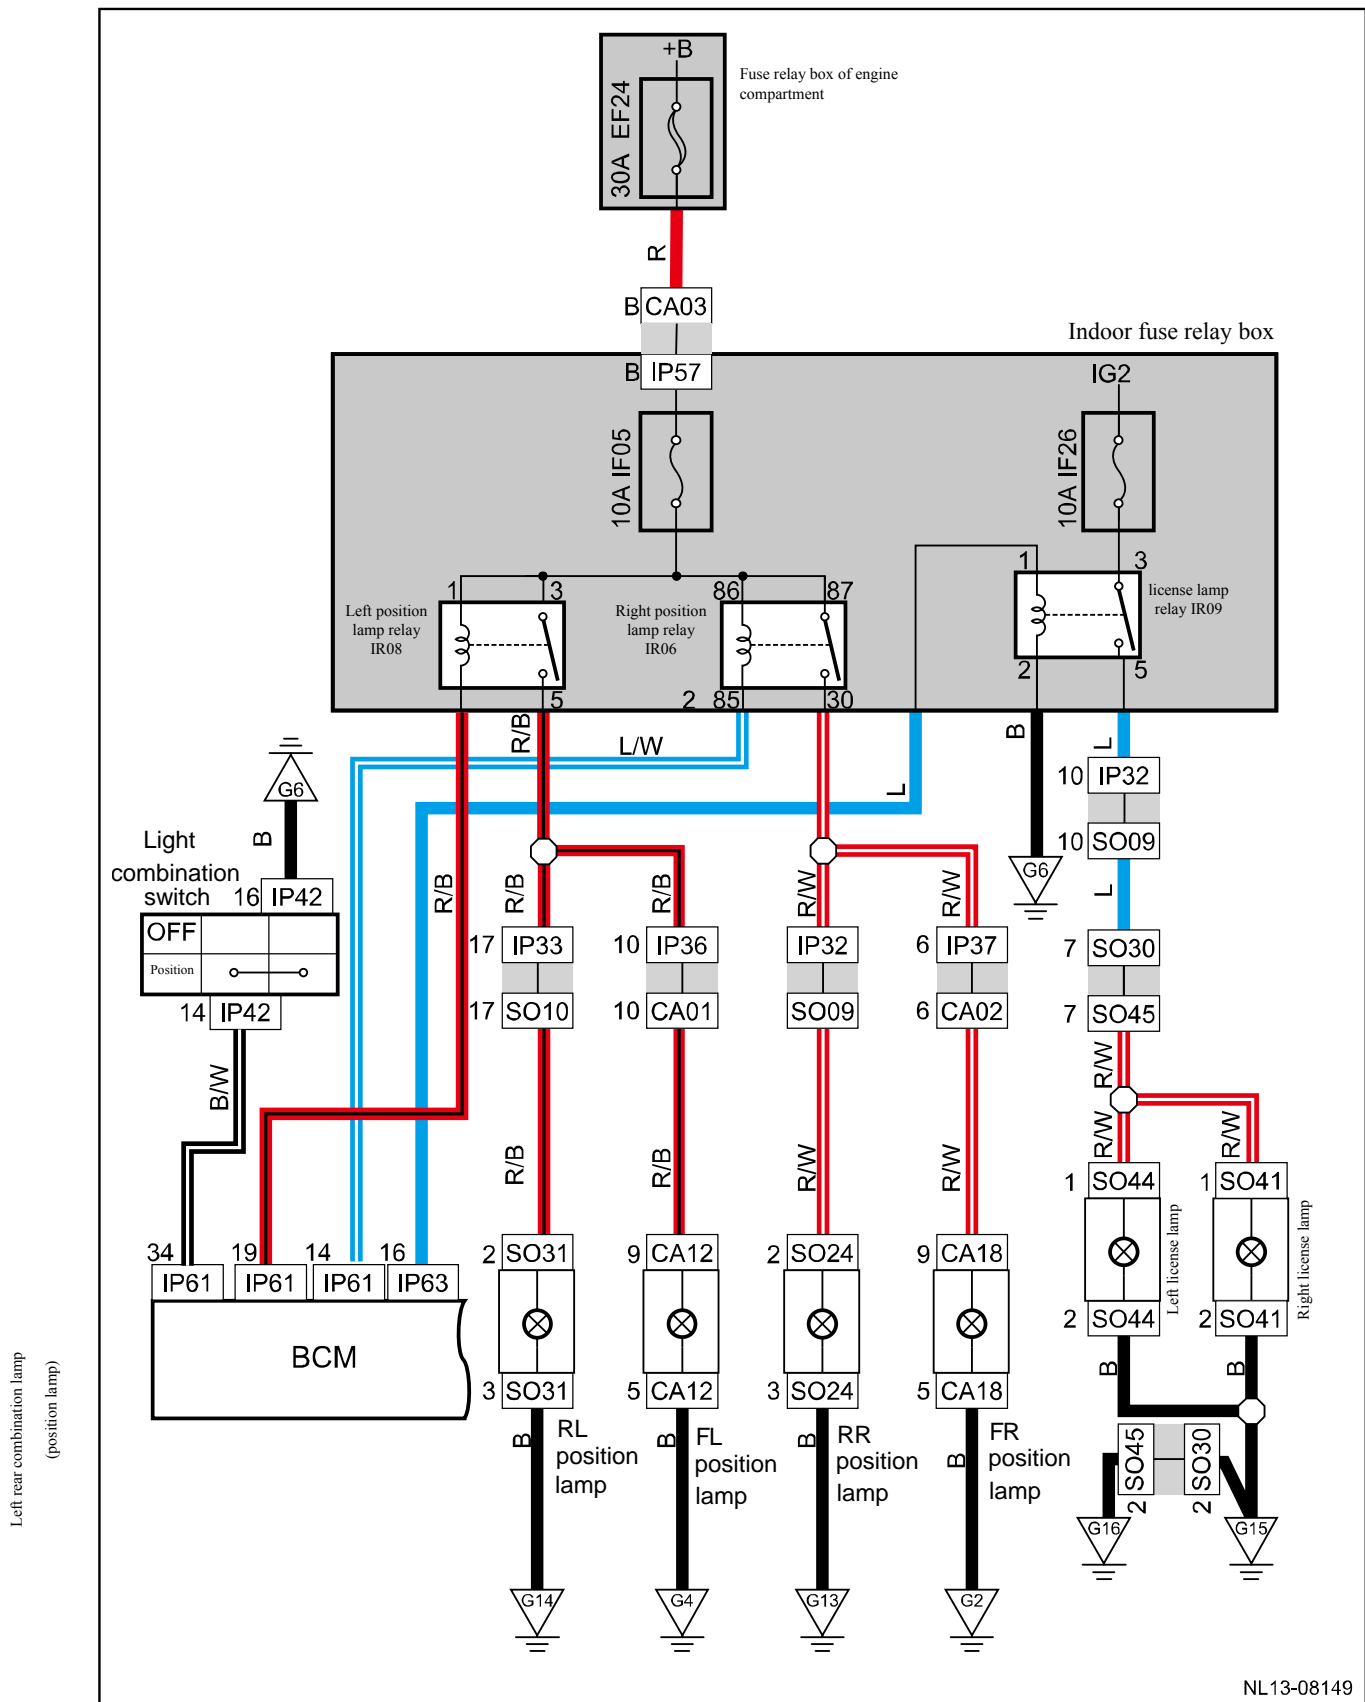 +B
Fuse relay box of engine
compartment
30A EF24
R
B CA03
Indoor fuse relay box
B IP57
IG2
10A IF05
10A IF26
1 3
86 87
1 3
Left position
lamp relay
IR08
Right position
lamp relay
IR06
license lamp
relay IR09
2 5
5
2 85 30
R/B
L/W
L
B
L
10 IP32
10 SO09
G6
B
Light
combination
switch
16 IP42
OFF
Position
14 IP42
B/W
R/B
R/B
R/B
R/W
R/W
G6
L
17 IP33
10 IP36
IP32
6 IP37
7 SO30
17 SO10
10 CA01
SO09
6 CA02
7 SO45
R/W
R/W
R/W
R/B
R/B
R/W
R/W
1 SO44
1 SO41
Left license lamp
Right license lamp
34 19 14 16
IP61 IP61 IP61 IP63
2 SO31
9 CA12
2 SO24
9 CA18
2 SO44
2 SO41
BCM
3 SO31
5 CA12
3 SO24
5 CA18
B
B
B
RL
position
lamp
B
FL
position
lamp
B
RR
position
lamp
B
FR
position
lamp
2 SO45
2 SO30
G16
G15
G14
G4
G13
G2
Left rear combination lamp
(position lamp)
NL13-08149